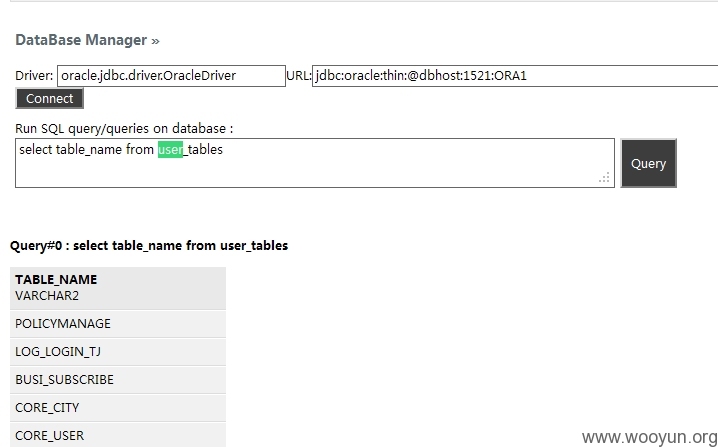 DataBase Manager »
Driver: oracle.jdbc.driver.OracleDriver URL: jdbc:oracle:thin:@dbhost:1521:ORA1
Connect
Run SQL query/queries on database :
select table_name from user_tables
Query
Query#0 : select table_name from user_tables
TABLE_NAME
VARCHAR2
POLICYMANAGE
LOG_LOGIN_TJ
BUSI_SUBSCRIBE
CORE_CITY
CORE_USER
www.wooyun.org